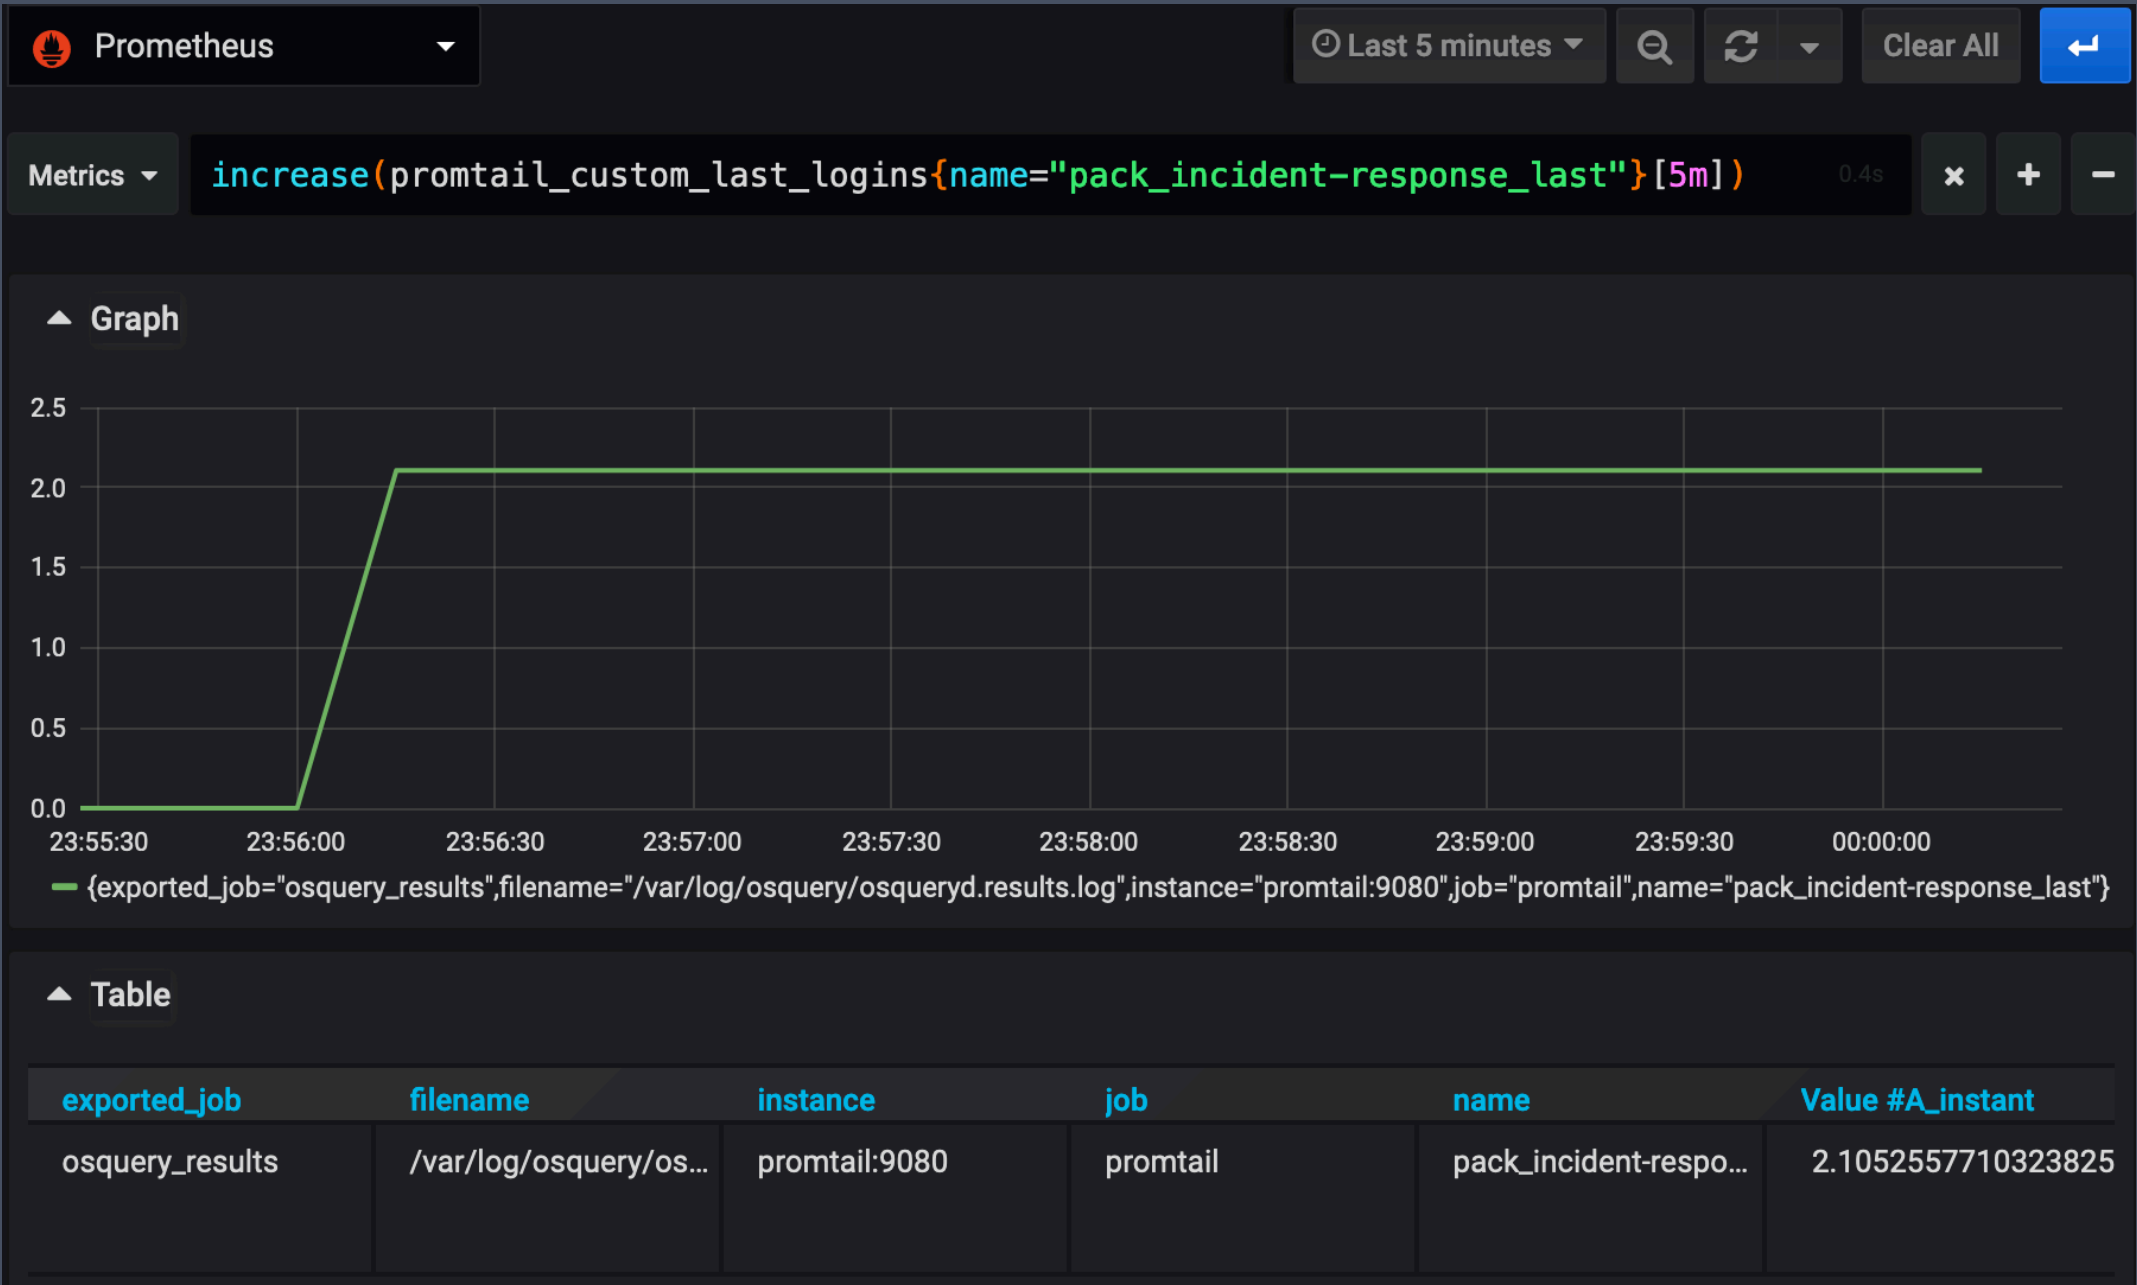 Prometheus
Last 5 minutes
Clear All
Metrics
increase(promtail_custom_last_logins{name="pack_incident-response_last"}[5m])
0.4s
Graph
2.5
2.0
1.5
1.0
0.5
0.0
23:55:30 23:56:00 23:56:30 23:57:00 23:57:30 23:58:00 23:58:30 23:59:00 23:59:30 00:00:00
{exported_job="osquery_results",filename="/var/log/osquery/osqueryd.results.log",instance="promtail:9080",job="promtail",name="pack_incident-response_last"}
Table
exported_job filename instance job name Value #A_instant
osquery_results /var/log/osquery/os... promtail:9080 promtail pack_incident-respo... 2.1052557710323825